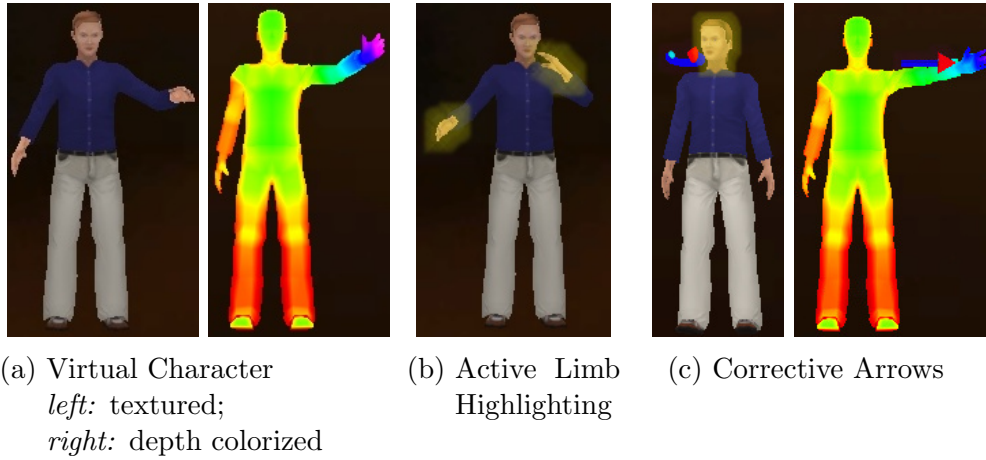 (a) Virtual Character
left: textured;
right: depth colorized
(b) Active Limb
Highlighting
(c) Corrective Arrows